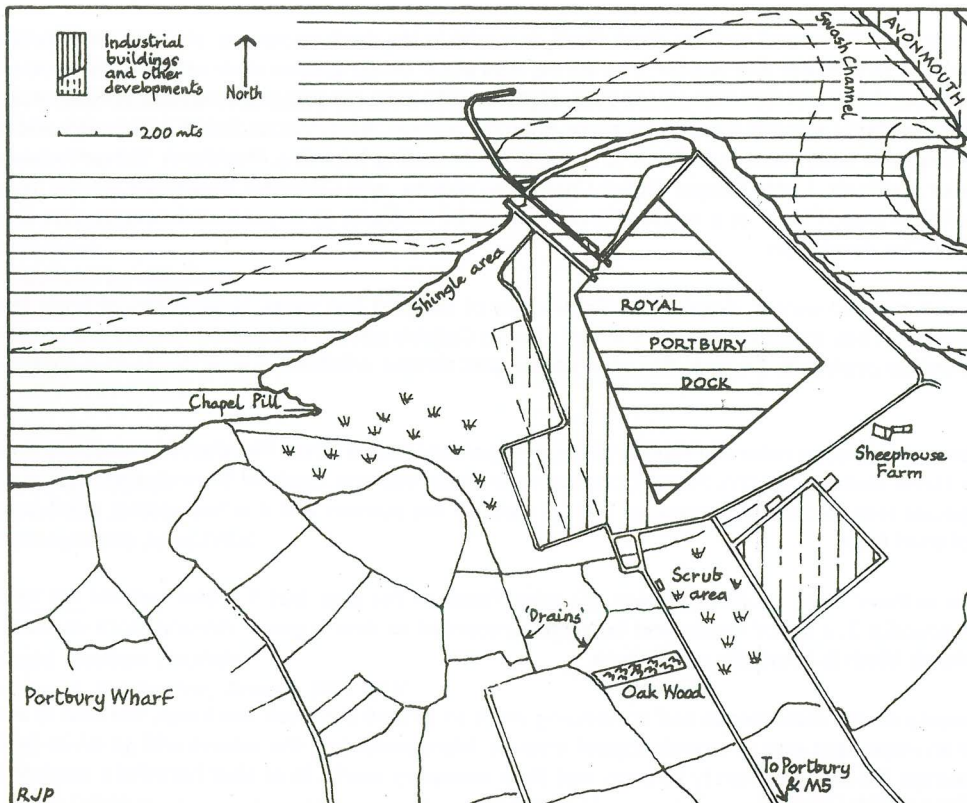 Industrial
buildings
and other
developments
North
200 mts
Swash Channel
AVONMOUTH
Shingle area
ROYAL
PORTBURY
DOCK
Chapel Pill
Sheephouse
Farm
Scrub
area
'Drains'
Oak Wood
Portbury Wharf
To Portbury
& M5
RJP